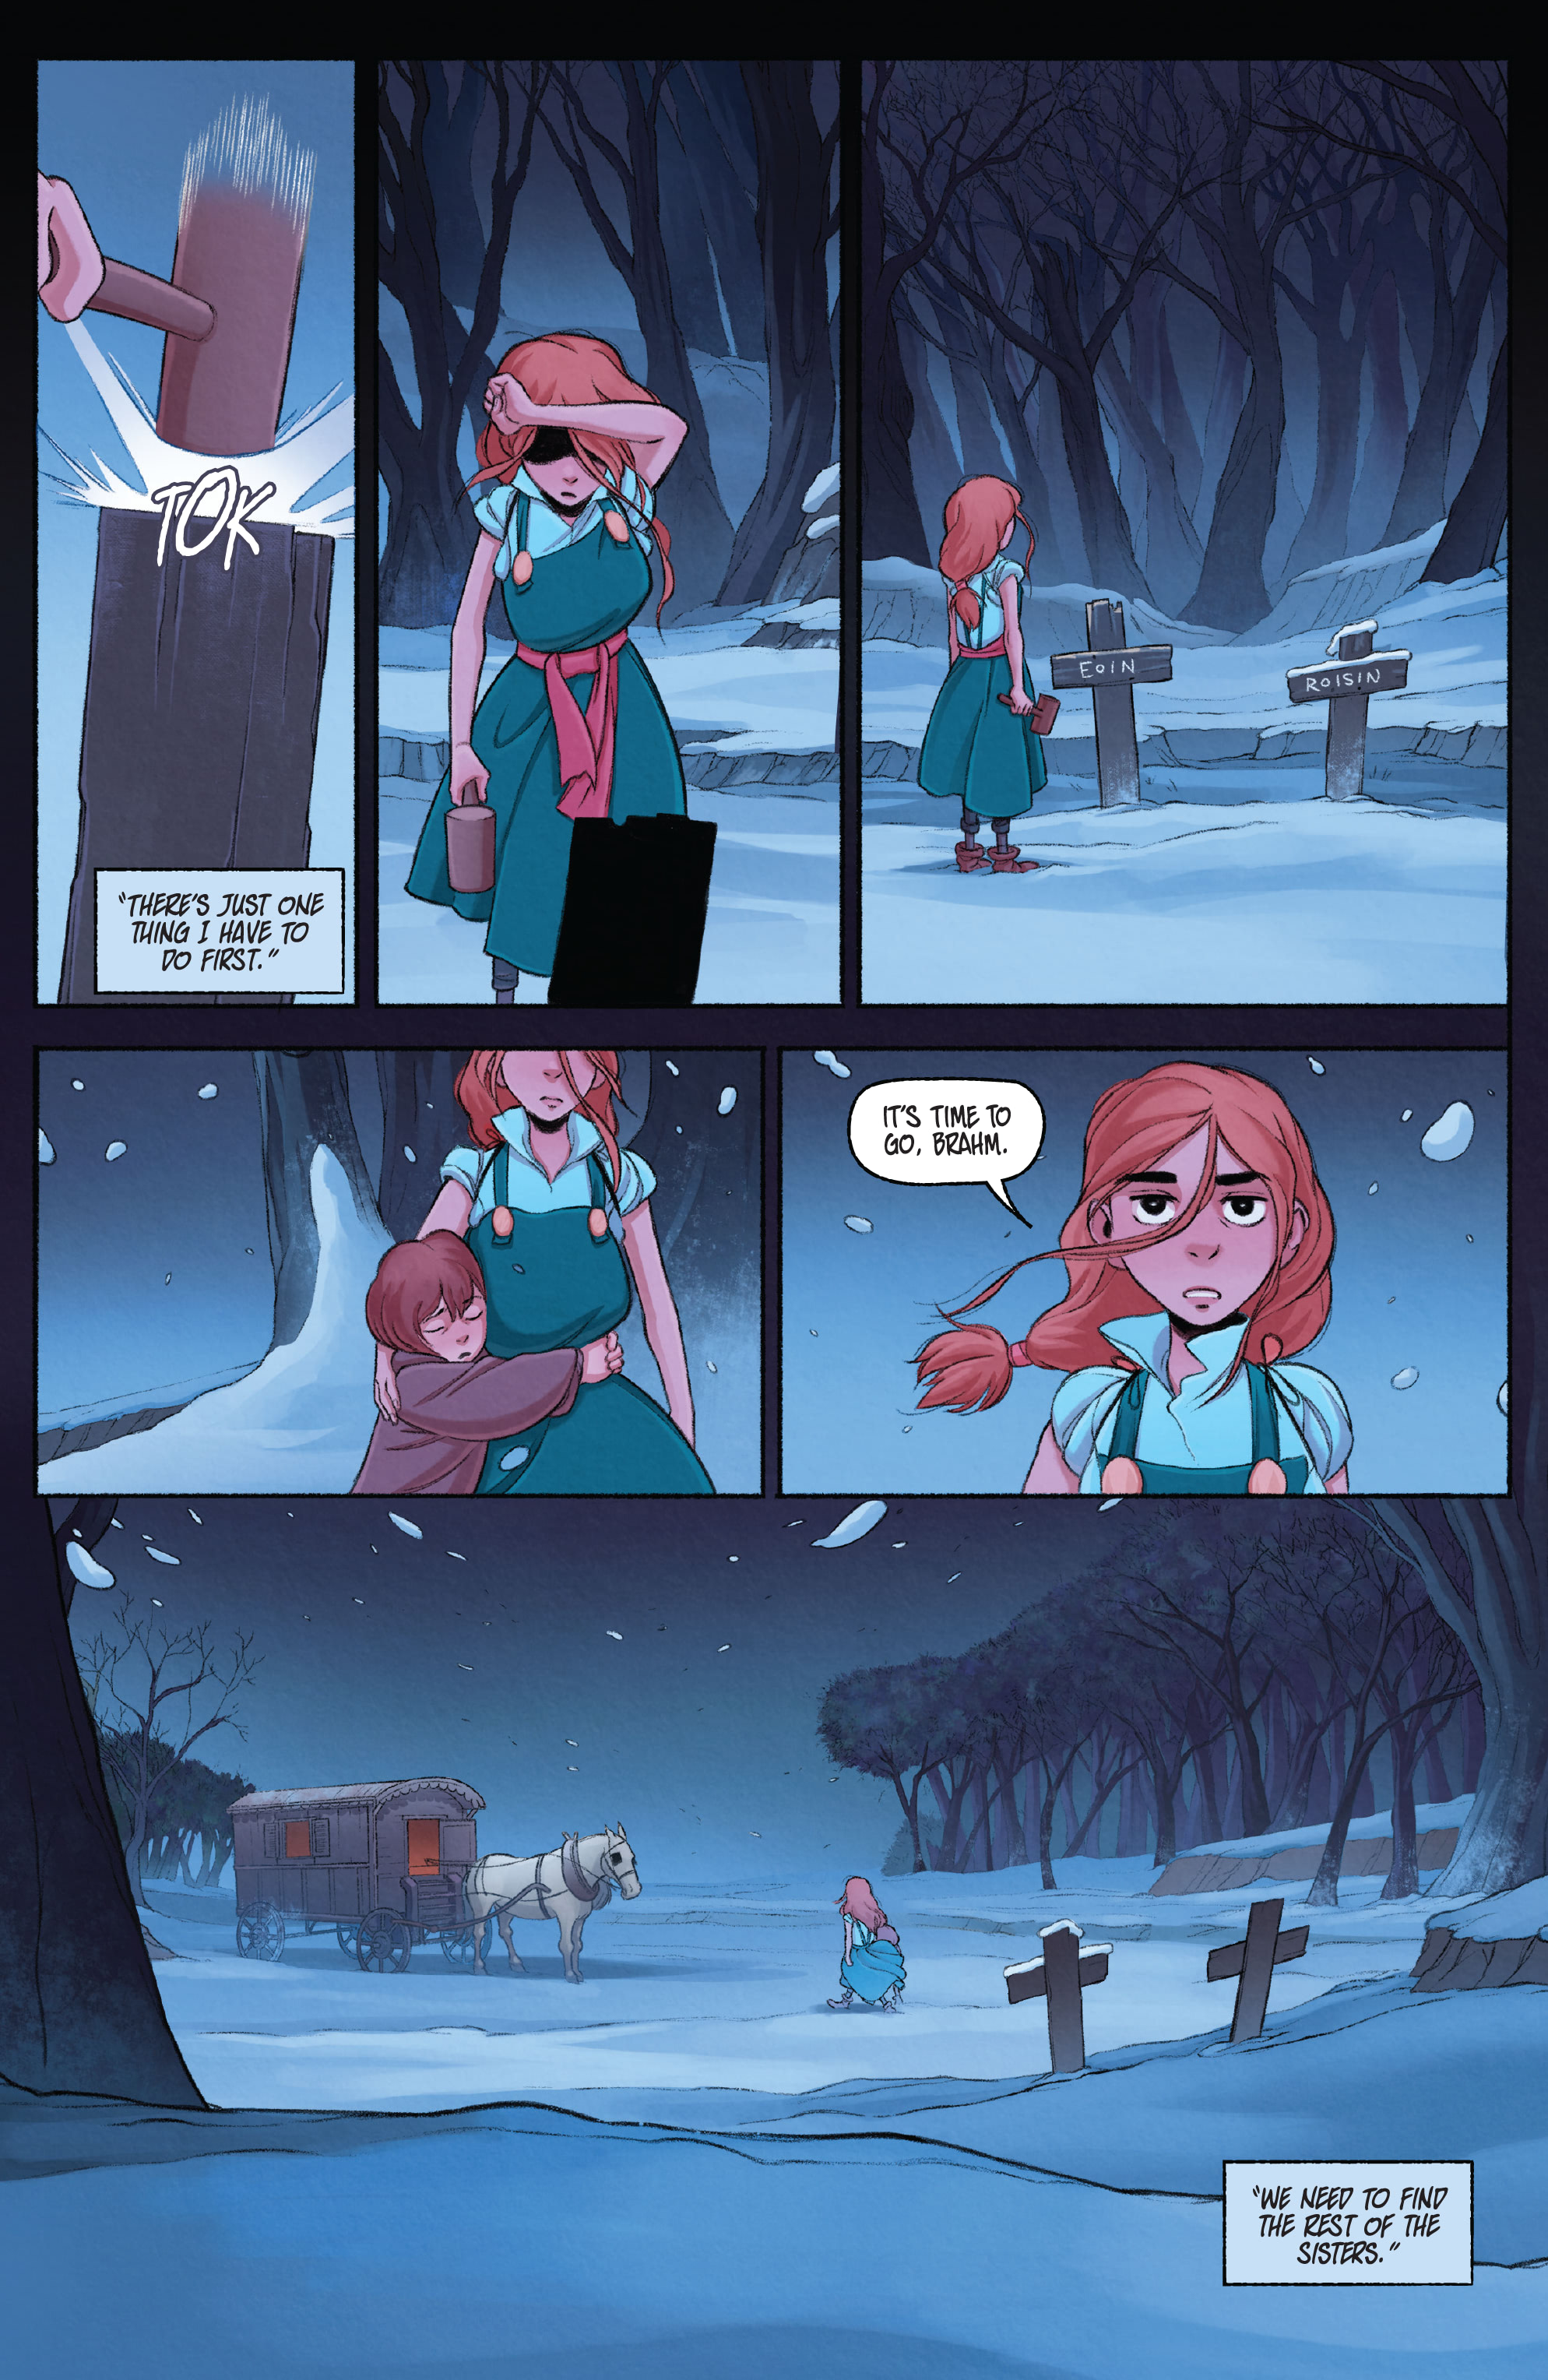 TOK
"THERE'S JUST ONE
THING I HAVE TO
DO FIRST."
EOIN
ROISIN
IT'S TIME TO
GO, BRAHM.
"WE NEED TO FIND
THE REST OF THE
SISTERS."